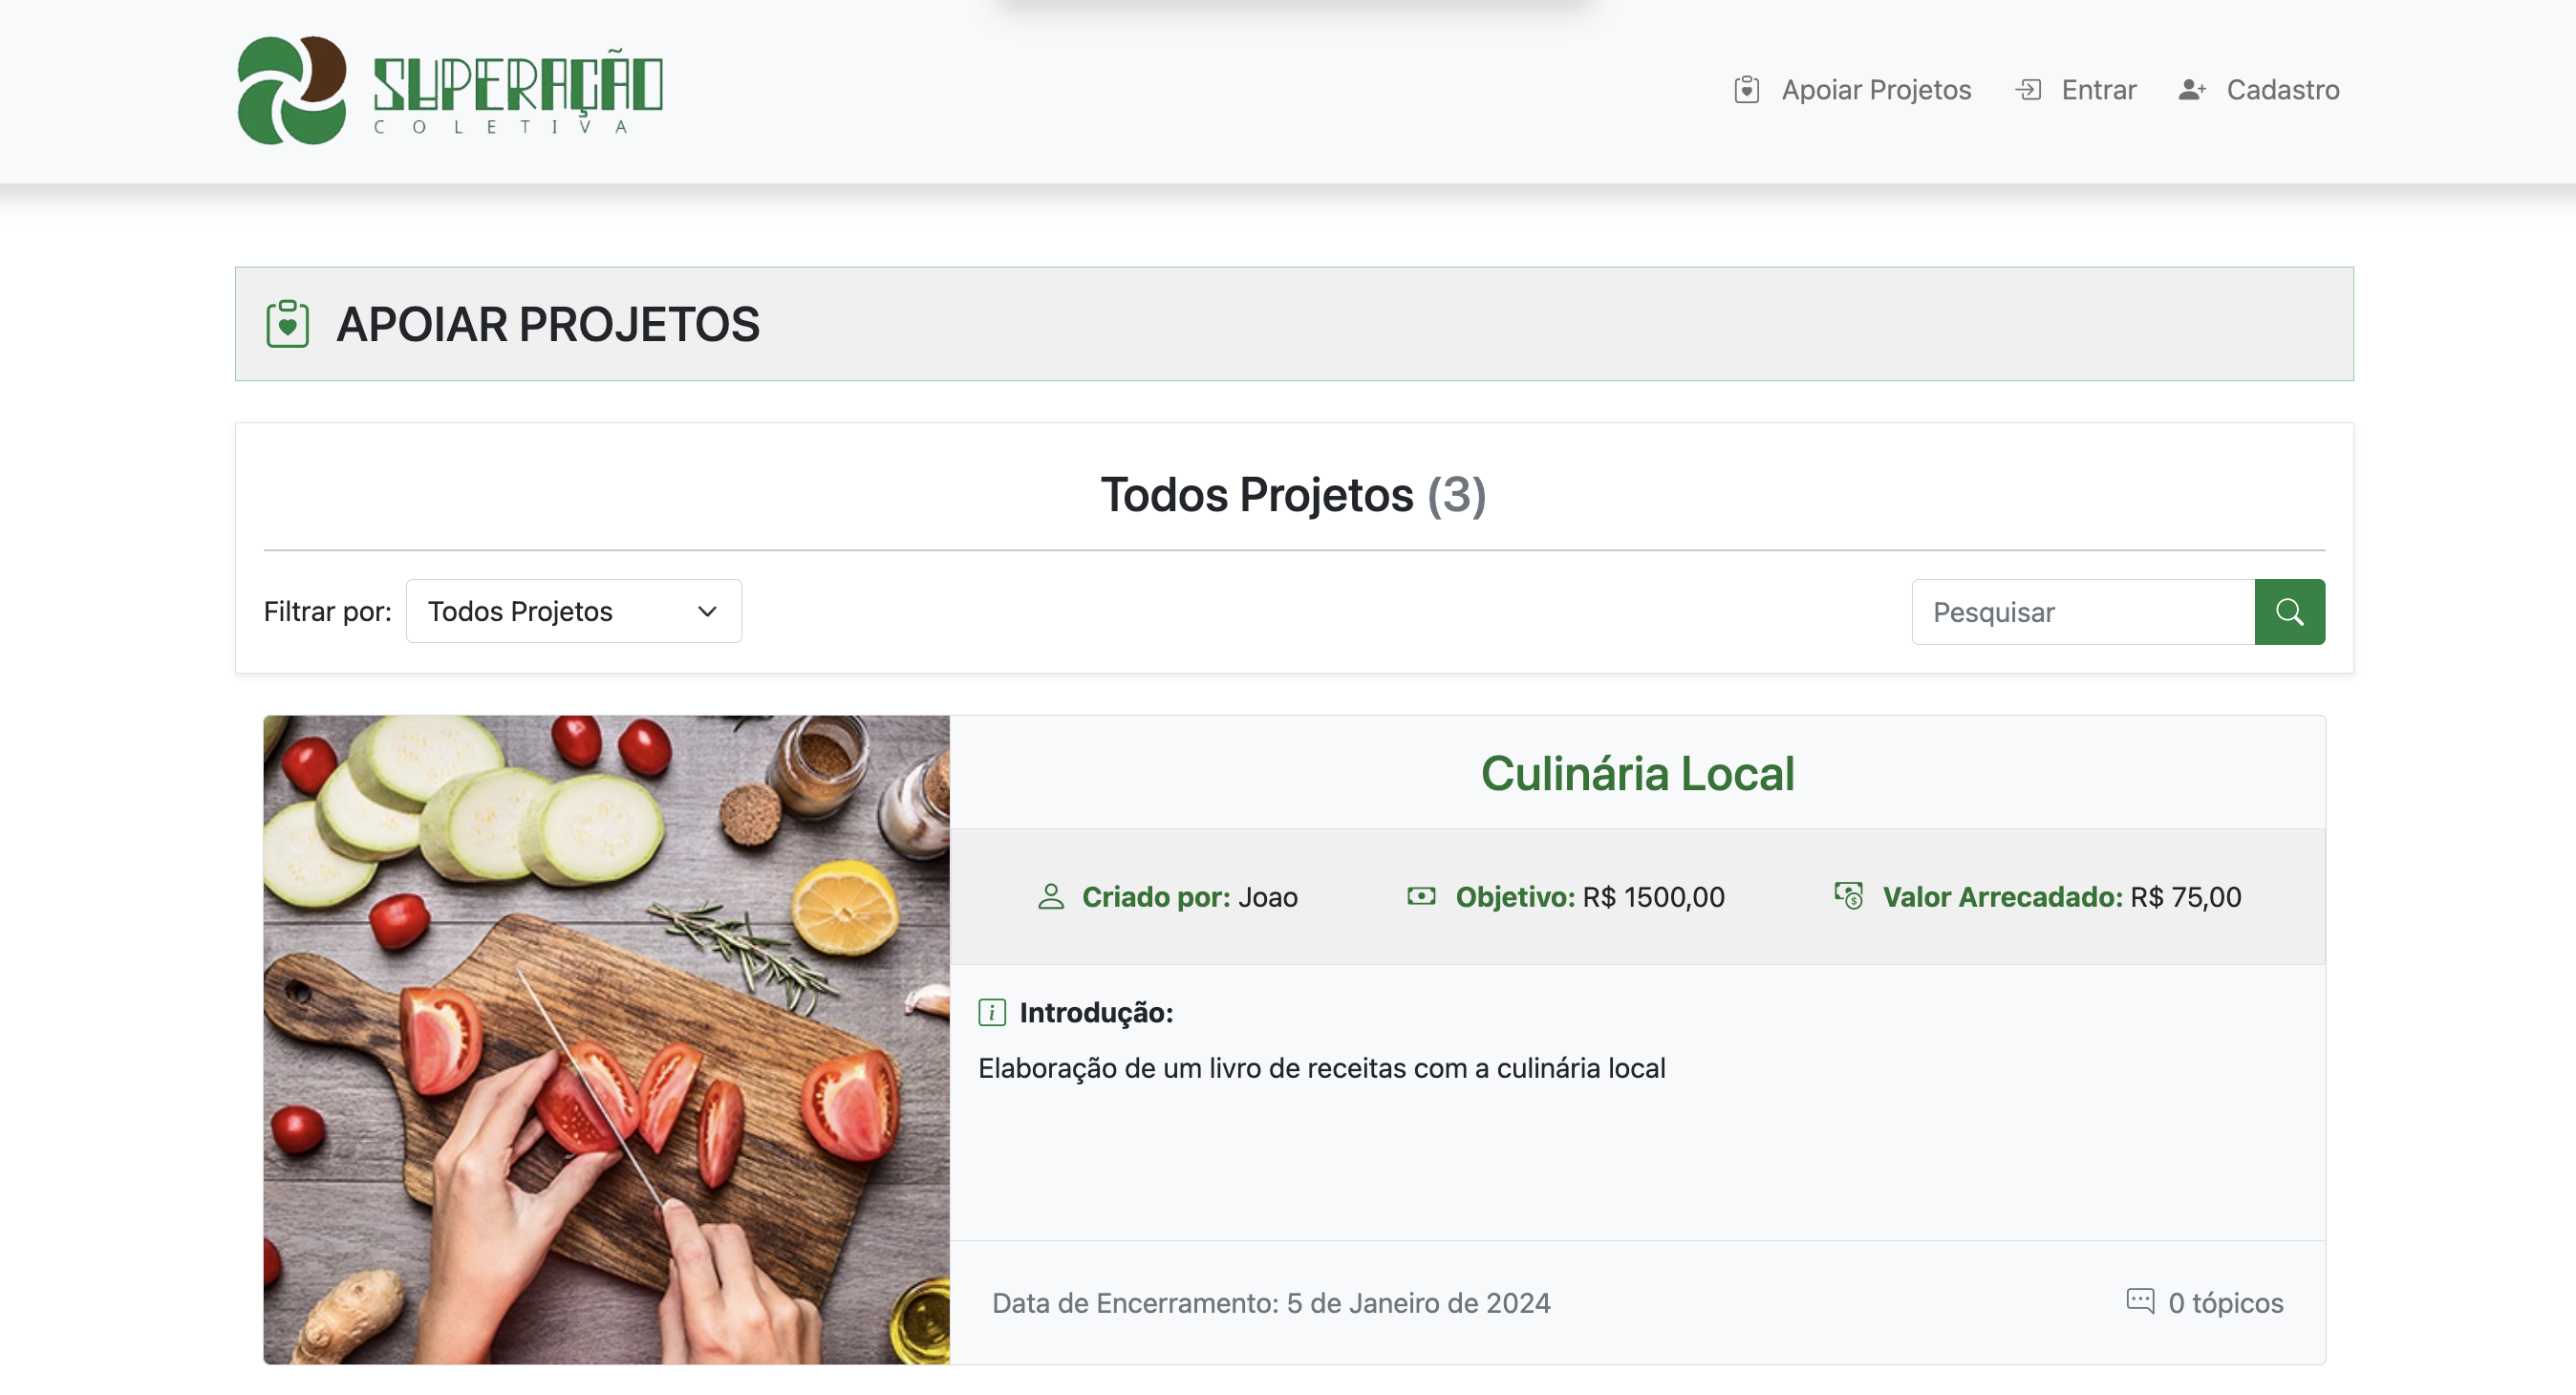 SUPERAÇÃO
COLETIVA
Apoiar Projetos Entrar Cadastro
APOIAR PROJETOS
Todos Projetos (3)
Filtrar por: Todos Projetos Pesquisar
Culinária Local
Criado por: Joao Objetivo: R$ 1500,00 Valor Arrecadado: R$ 75,00
Introdução:
Elaboração de um livro de receitas com a culinária local
Data de Encerramento: 5 de Janeiro de 2024 0 tópicos